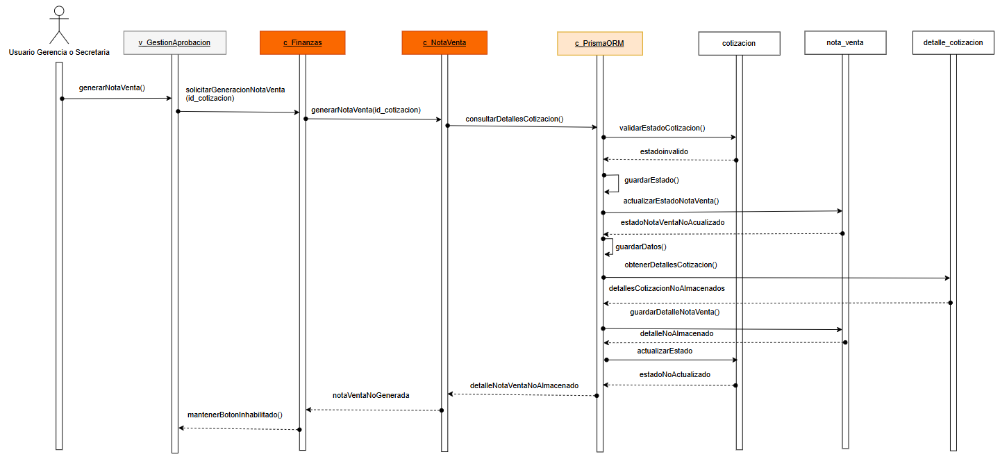 Usuario Gerencia o Secretaria
v_GestionAprobacion
c_Finanzas
c_NotaVenta
c_PrismaORM
cotizacion
nota_venta
detalle_cotizacion
generarNotaVenta()
solicitarGeneracionNotaVenta
(id_cotizacion)
generarNotaVenta(id_cotizacion)
consultarDetallesCotizacion()
validarEstadoCotizacion()
estadoinvalido
guardarEstado()
actualizarEstadoNotaVenta()
estadoNotaVentaNoAcualizado
guardarDatos()
obtenerDetallesCotizacion()
detallesCotizacionNoAlmacenados
guardarDetalleNotaVenta()
detalleNoAlmacenado
actualizarEstado
estadoNoActualizado
detalleNotaVentaNoAlmacenado
notaVentaNoGenerada
mantenerBotonInhabilitado()